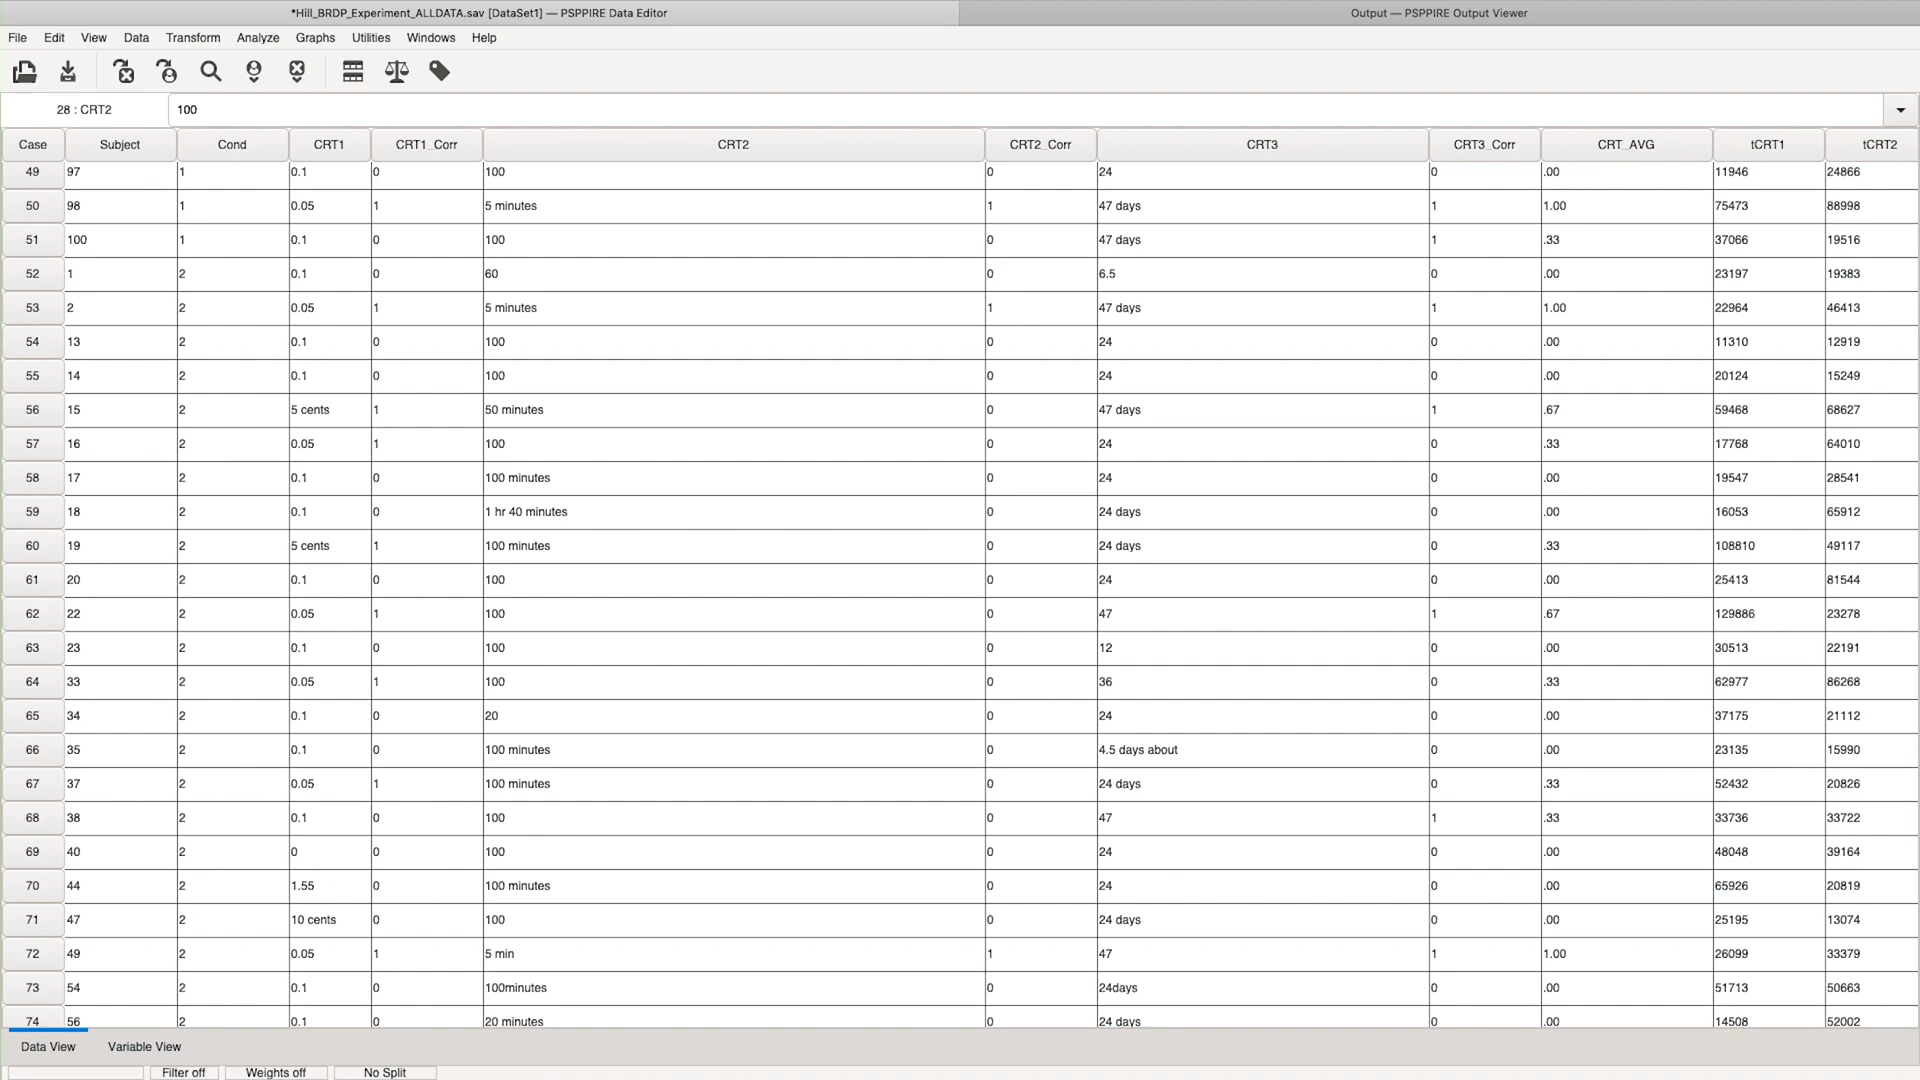 *Hill_BRDP_Experiment_ALLDATA.sav [DataSet1] — PSPPIRE Data Editor Output — PSPPIRE Output Viewer
File Edit View Data Transform Analyze Graphs Utilities Windows Help
28 : CRT2 100
Case Subject Cond CRT1 CRT1_Corr CRT2 CRT2_Corr CRT3 CRT3_Corr CRT_AVG tCRT1 tCRT2
49 97 1 0.1 0 100 0 24 0 .00 11946 24866
50 98 1 0.05 1 5 minutes 1 47 days 1 1.00 75473 88998
51 100 1 0.1 0 100 0 47 days 1 .33 37066 19516
52 1 2 0.1 0 60 0 6.5 0 .00 23197 19383
53 2 2 0.05 1 5 minutes 1 47 days 1 1.00 22964 46413
54 13 2 0.1 0 100 0 24 0 .00 11310 12919
55 14 2 0.1 0 100 0 24 0 .00 20124 15249
56 15 2 5 cents 1 50 minutes 0 47 days 1 .67 59468 68627
57 16 2 0.05 1 100 0 24 0 .33 17768 64010
58 17 2 0.1 0 100 minutes 0 24 0 .00 19547 28541
59 18 2 0.1 0 1 hr 40 minutes 0 24 days 0 .00 16053 65912
60 19 2 5 cents 1 100 minutes 0 24 days 0 .33 108810 49117
61 20 2 0.1 0 100 0 24 0 .00 25413 81544
62 22 2 0.05 1 100 0 47 1 .67 129886 23278
63 23 2 0.1 0 100 0 12 0 .00 30513 22191
64 33 2 0.05 1 100 0 36 0 .33 62977 86268
65 34 2 0.1 0 20 0 24 0 .00 37175 21112
66 35 2 0.1 0 100 minutes 0 4.5 days about 0 .00 23135 15990
67 37 2 0.05 1 100 minutes 0 24 days 0 .33 52432 20826
68 38 2 0.1 0 100 0 47 1 .33 33736 33722
69 40 2 0 0 100 0 24 0 .00 48048 39164
70 44 2 1.55 0 100 minutes 0 24 0 .00 65926 20819
71 47 2 10 cents 0 100 0 24 days 0 .00 25195 13074
72 49 2 0.05 1 5 min 1 47 1 1.00 26099 33379
73 54 2 0.1 0 100minutes 0 24days 0 .00 51713 50663
74 56 2 0.1 0 20 minutes 0 24 days 0 .00 14508 52002
Data View Variable View
Filter off Weights off No Split